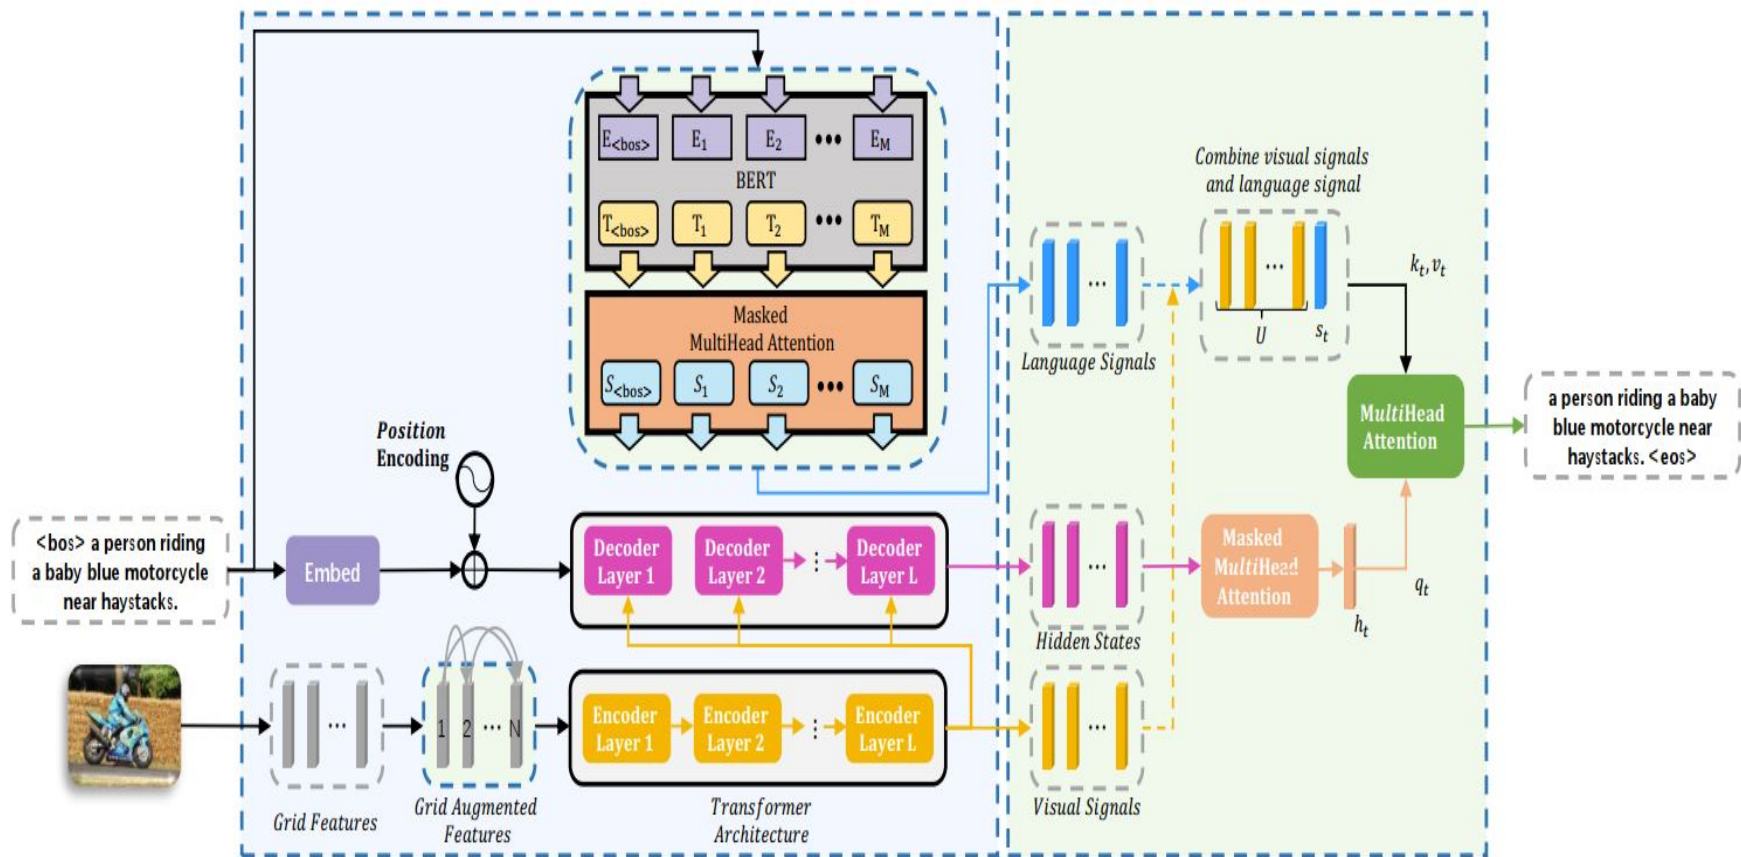 E<bos> E1 E2 ••• EM
BERT
T<bos> T1 T2 ••• TM
Masked
MultiHead Attention
S<bos> S1 S2 ••• SM
Position
Encoding
<bos> a person riding
a baby blue motorcycle
near haystacks.
Embed
Decoder
Layer 1
Decoder
Layer 2
Decoder
Layer L
Grid Features
1 2 ... N
Grid Augmented
Features
Encoder
Layer 1
Encoder
Layer 2
Encoder
Layer L
Transformer
Architecture
Language Signals
Combine visual signals
and language signal
U
st
kt, vt
Hidden States
Masked
MultiHead
Attention
ht
qt
Visual Signals
MultiHead
Attention
a person riding a baby
blue motorcycle near
haystacks. <eos>